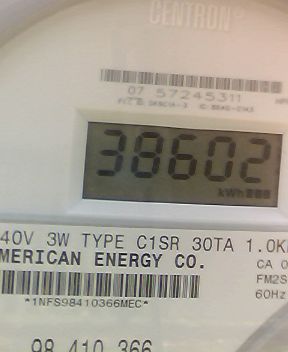 CENTRON®
07 57245311
38602
kWh
40V 3W TYPE C1SR 30TA 1.0K
MERICAN ENERGY CO.
CA 0
FM2S
*1NFS98410366MEC*
60Hz
98 410 366